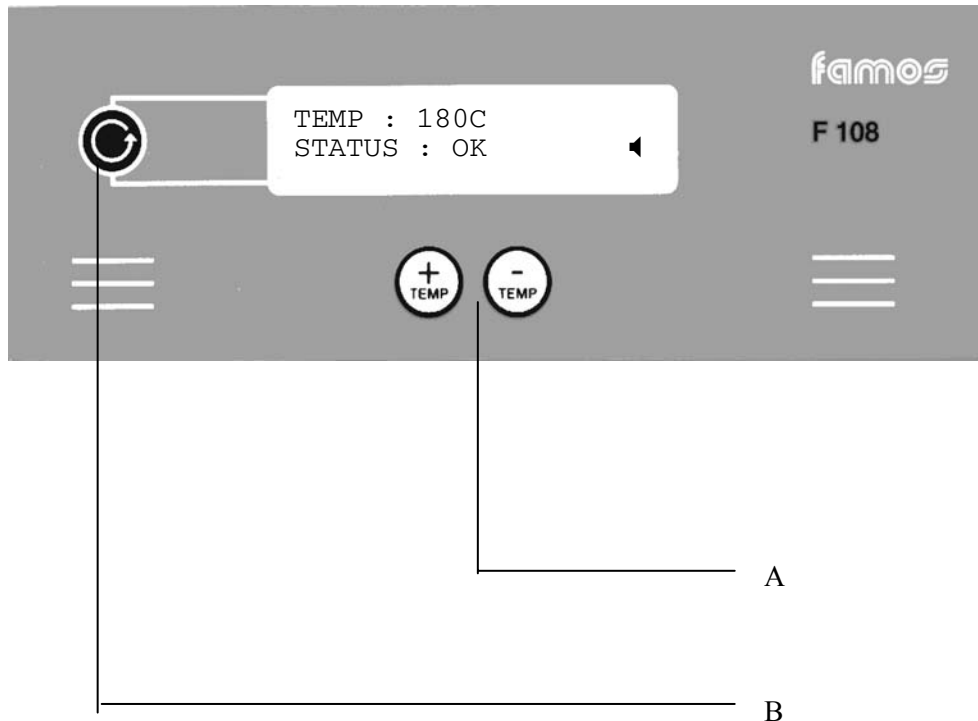 famos
TEMP : 180C
STATUS : OK
F 108
+
TEMP
-
TEMP
A
B